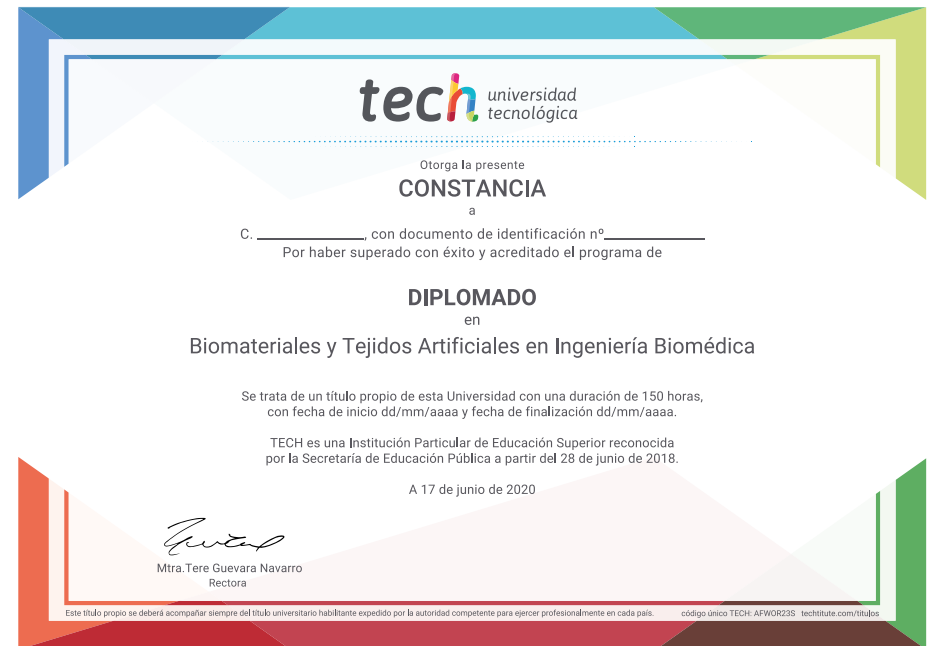 tech universidad
tecnológica
Otorga la presente
CONSTANCIA
a
C. ______________, con documento de identificación nº_____________
Por haber superado con éxito y acreditado el programa de
DIPLOMADO
en
Biomateriales y Tejidos Artificiales en Ingeniería Biomédica
Se trata de un título propio de esta Universidad con una duración de 150 horas,
con fecha de inicio dd/mm/aaaa y fecha de finalización dd/mm/aaaa.
TECH es una Institución Particular de Educación Superior reconocida
por la Secretaría de Educación Pública a partir del 28 de junio de 2018.
A 17 de junio de 2020
Mtra.Tere Guevara Navarro
Rectora
Este título propio se deberá acompañar siempre del título universitario habilitante expedido por la autoridad competente para ejercer profesionalmente en cada país. código único TECH: AFWOR23S techtitute.com/titulos